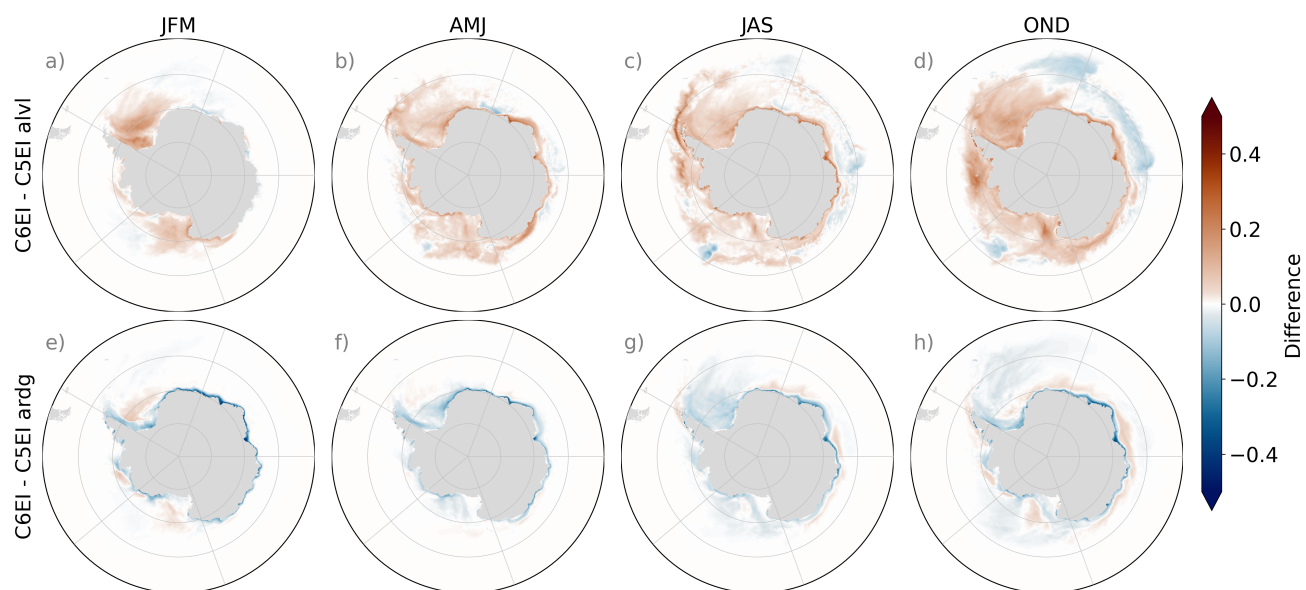 JFM AMJ JAS OND
a) b) c) d)
C6EI - C5EI alvl
e) f) g) h)
C6EI - C5EI ardg
0.4
0.2
0.0
−0.2
−0.4
Difference